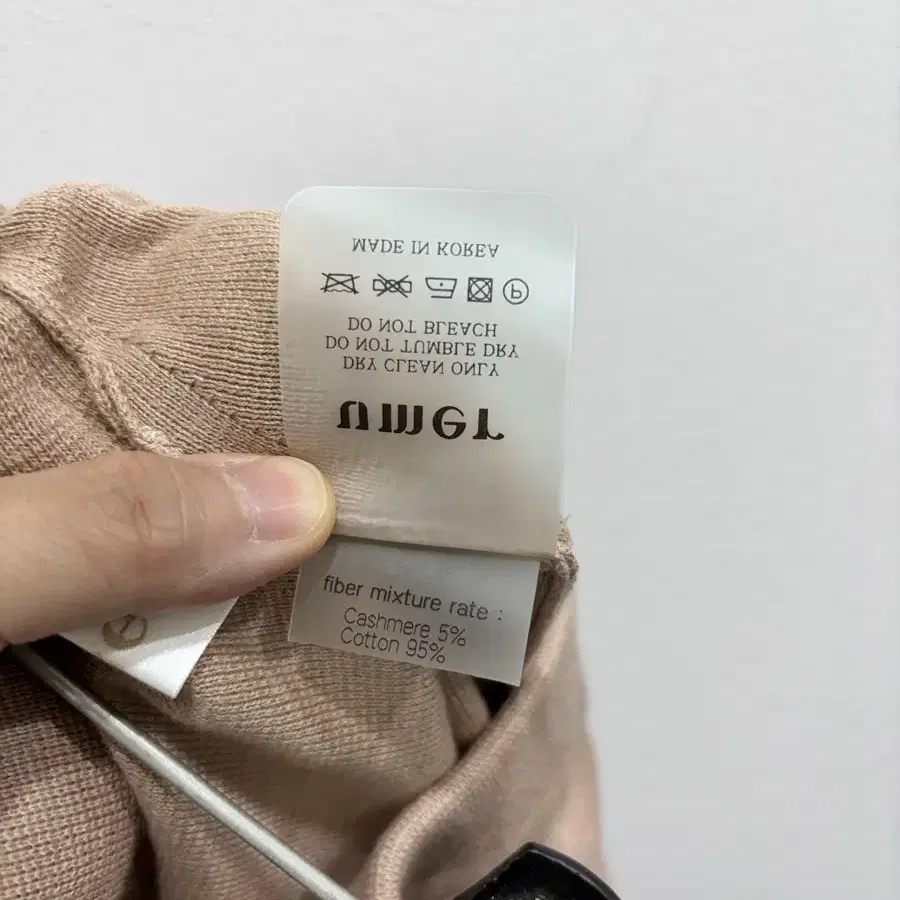 umer
DRY CLEAN ONLY
DO NOT TUMBLE DRY
DO NOT BLEACH
P
MADE IN KOREA
fiber mixture rate :
Cashmere 5%
Cotton 95%